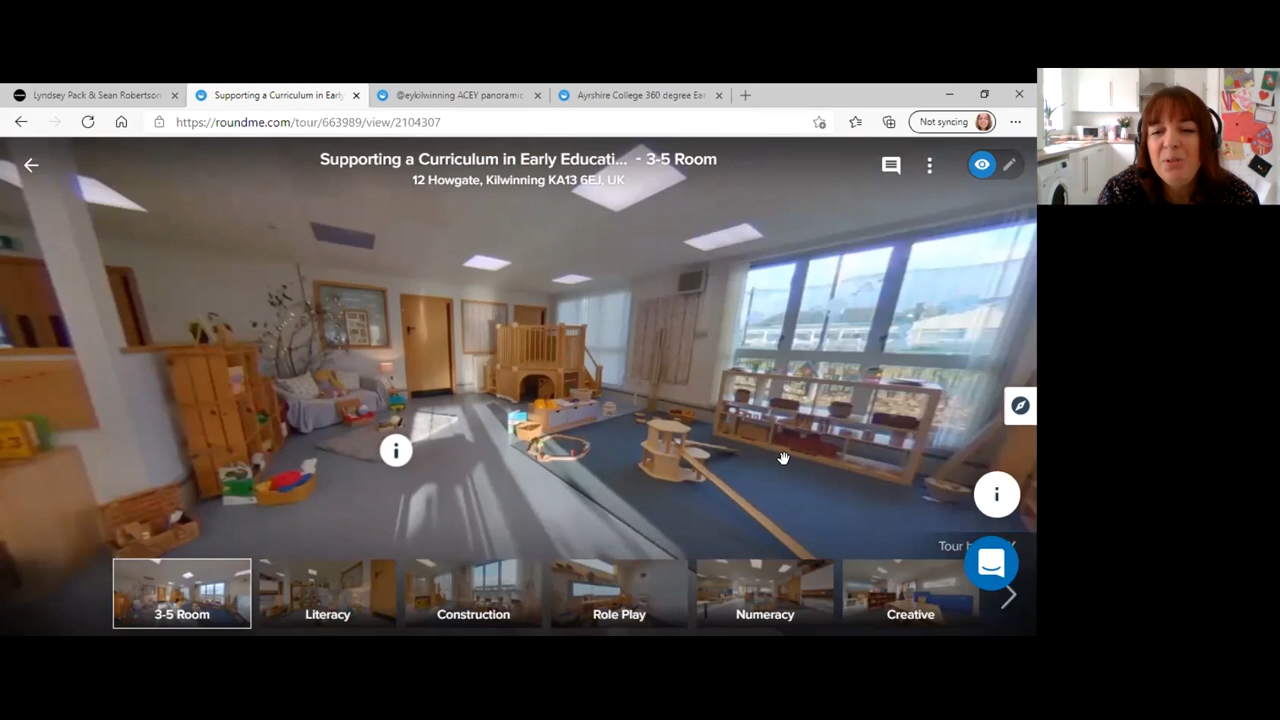 Lyndsey Pack & Sean Robertson
Supporting a Curriculum in Early
@eykilwinning ACEY panoramic
Ayrshire College 360 degree Ear
https://roundme.com/tour/663989/view/2104307
Not syncing
Supporting a Curriculum in Early Educati... - 3-5 Room
12 Howgate, Kilwinning KA13 6EJ, UK
i
i
Tour
3-5 Room
Literacy
Construction
Role Play
Numeracy
Creative